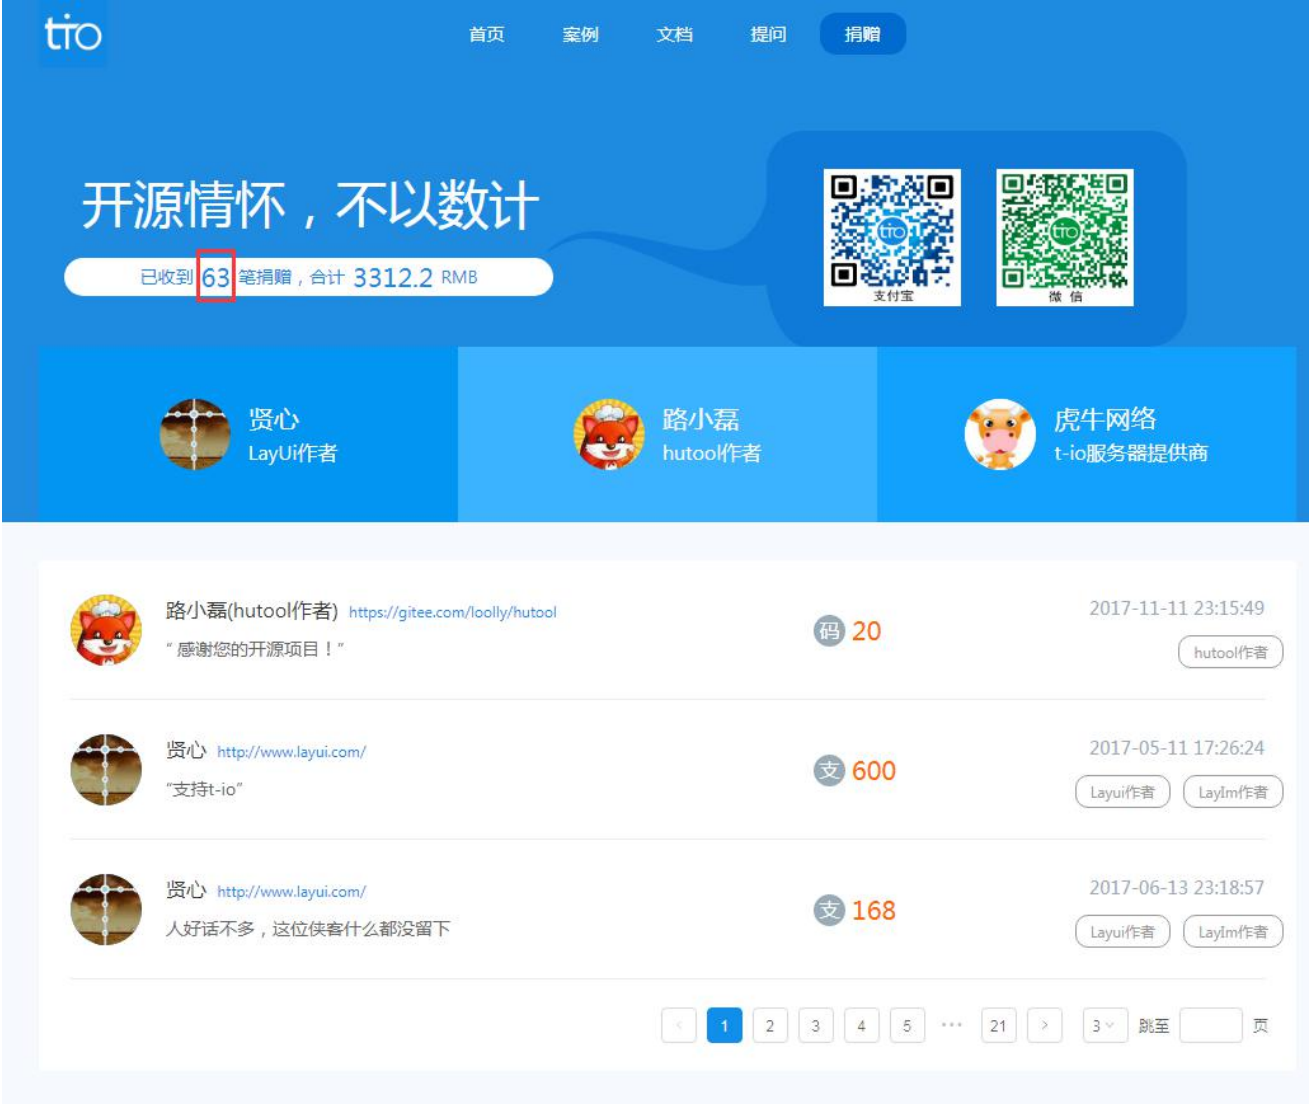 tio
首页 案例 文档 提问 捐赠
开源情怀，不以数计
已收到 63 笔捐赠，合计 3312.2 RMB
tio
支付宝
tio
微 信
贤心
LayUi作者
路小磊
hutool作者
虎牛网络
t-io服务器提供商
路小磊(hutool作者) https://gitee.com/loolly/hutool
“ 感谢您的开源项目！”
码 20
2017-11-11 23:15:49
hutool作者
贤心 http://www.layui.com/
“支持t-io”
支 600
2017-05-11 17:26:24
Layui作者 LayIm作者
贤心 http://www.layui.com/
人好话不多，这位侠客什么都没留下
支 168
2017-06-13 23:18:57
Layui作者 LayIm作者
< 1 2 3 4 5 ••• 21 > 3 跳至 页